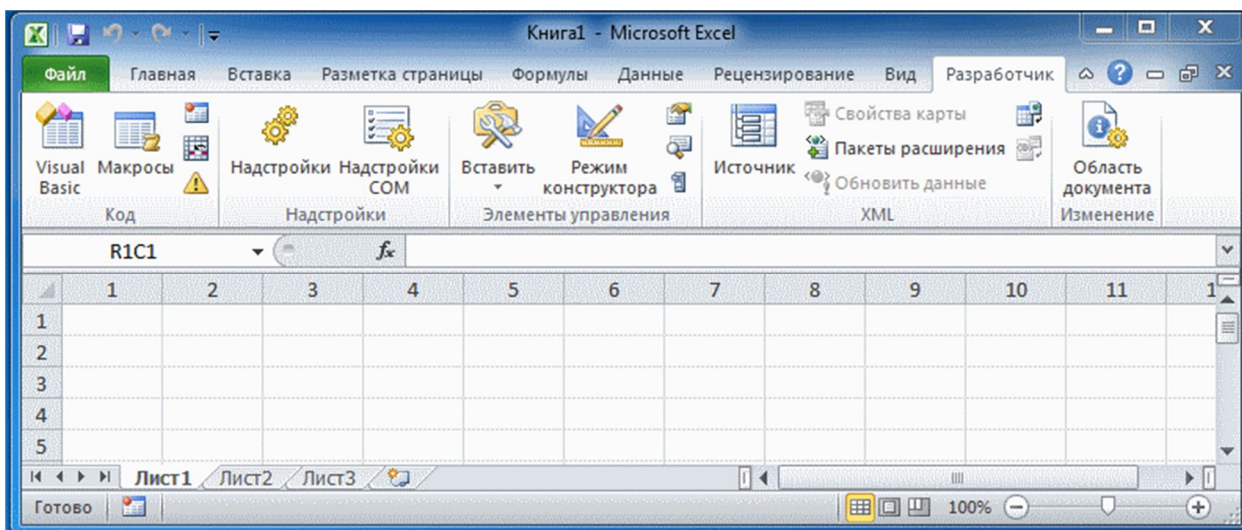 Книга1 - Microsoft Excel
Файл Главная Вставка Разметка страницы Формулы Данные Рецензирование Вид Разработчик
Visual Basic
Макросы
Код
Надстройки
Надстройки COM
Надстройки
Вставить
Режим конструктора
Элементы управления
Источник
Свойства карты
Пакеты расширения
Обновить данные
XML
Область документа
Изменение
R1C1 fx
1 2 3 4 5 6 7 8 9 10 11 1
1
2
3
4
5
Лист1 Лист2 Лист3
Готово 100%